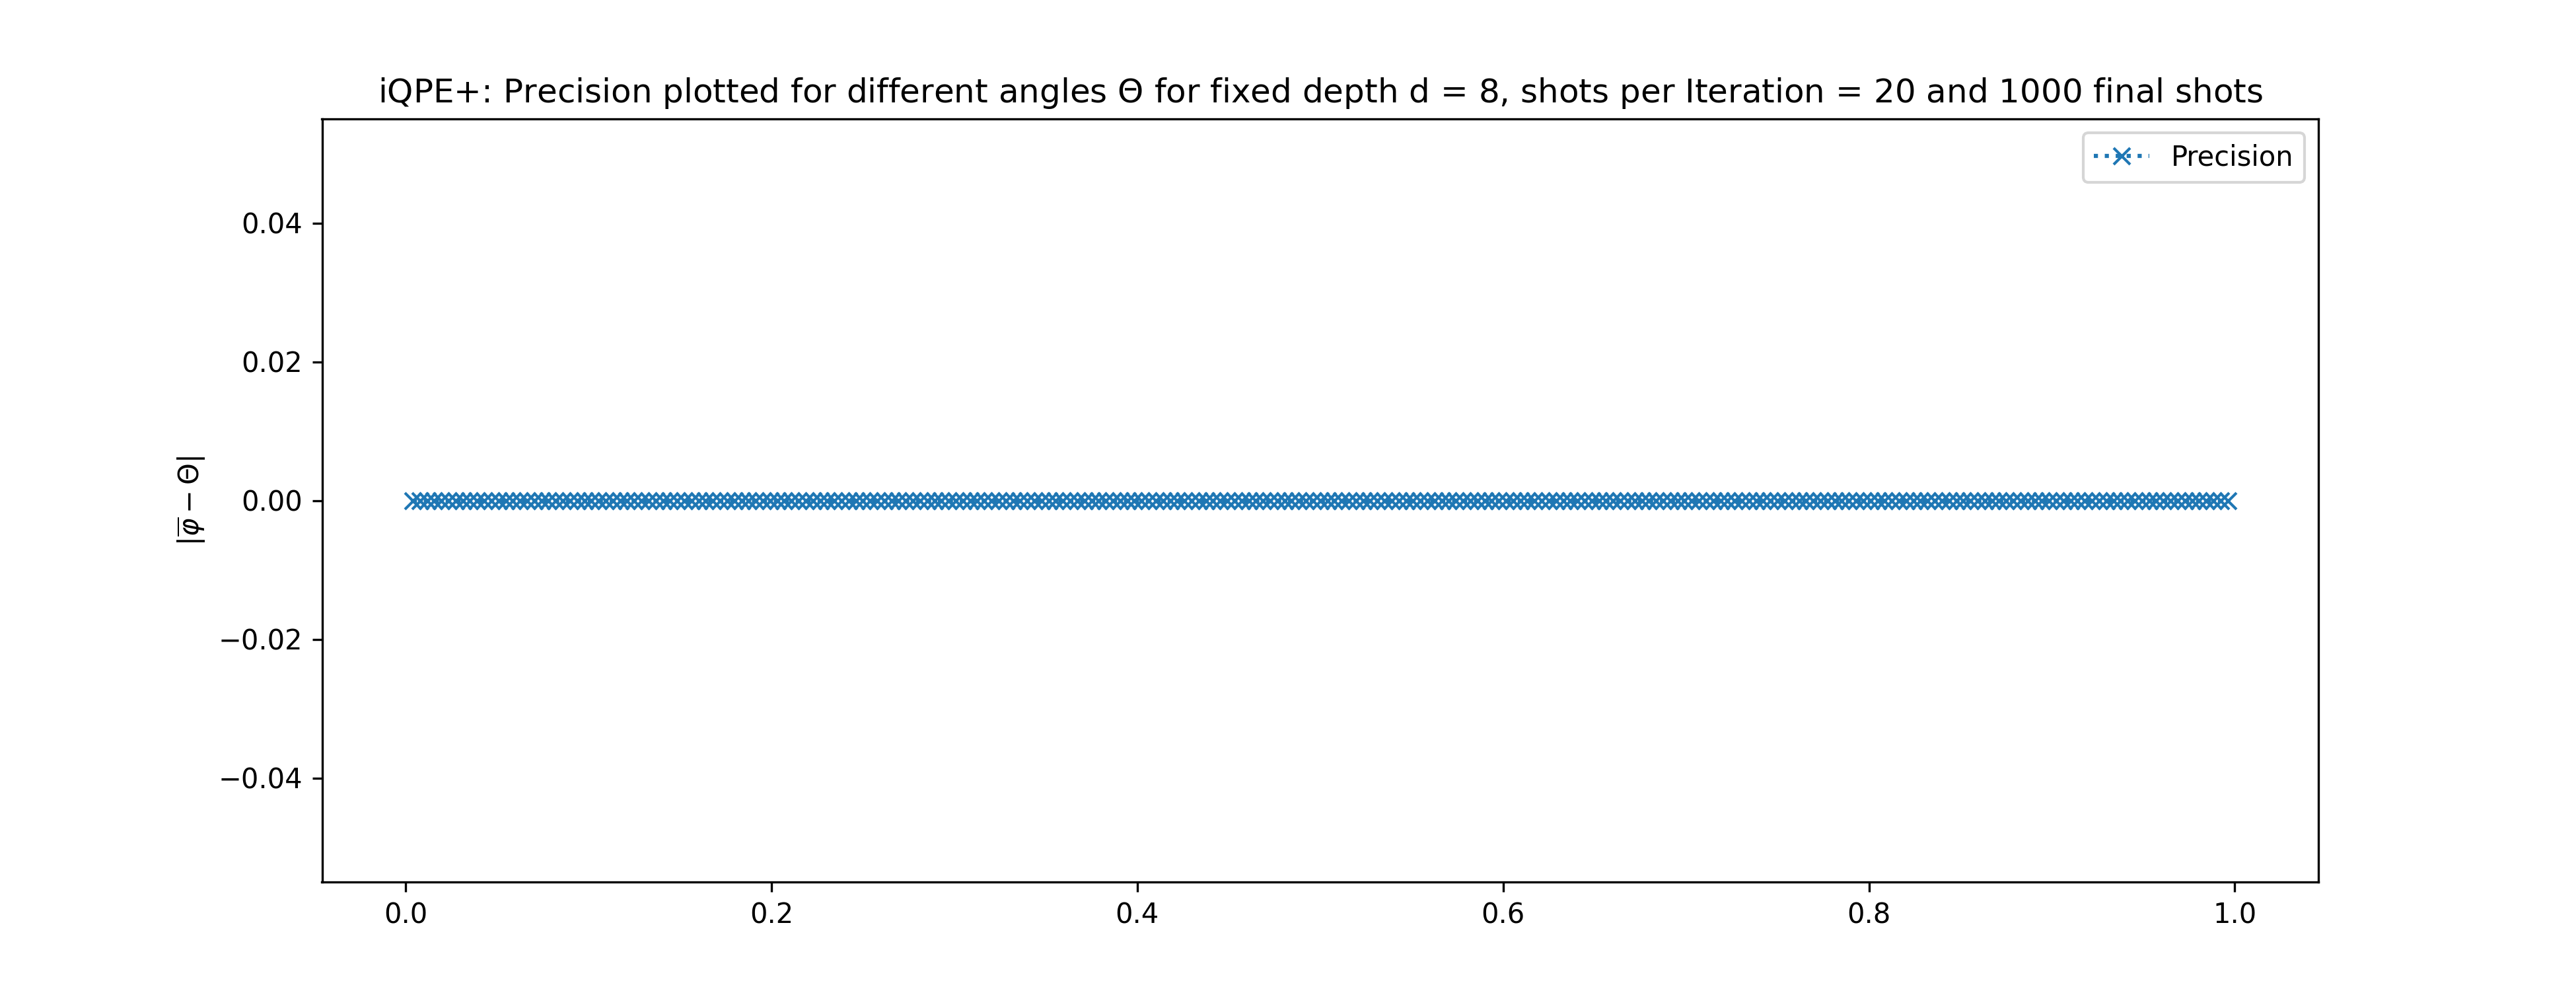 iQPE+: Precision plotted for different angles Θ for fixed depth d = 8, shots per Iteration = 20 and 1000 final shots
Precision
0.04
0.02
0.00
−0.02
−0.04
|φ̅ − Θ|
0.0 0.2 0.4 0.6 0.8 1.0